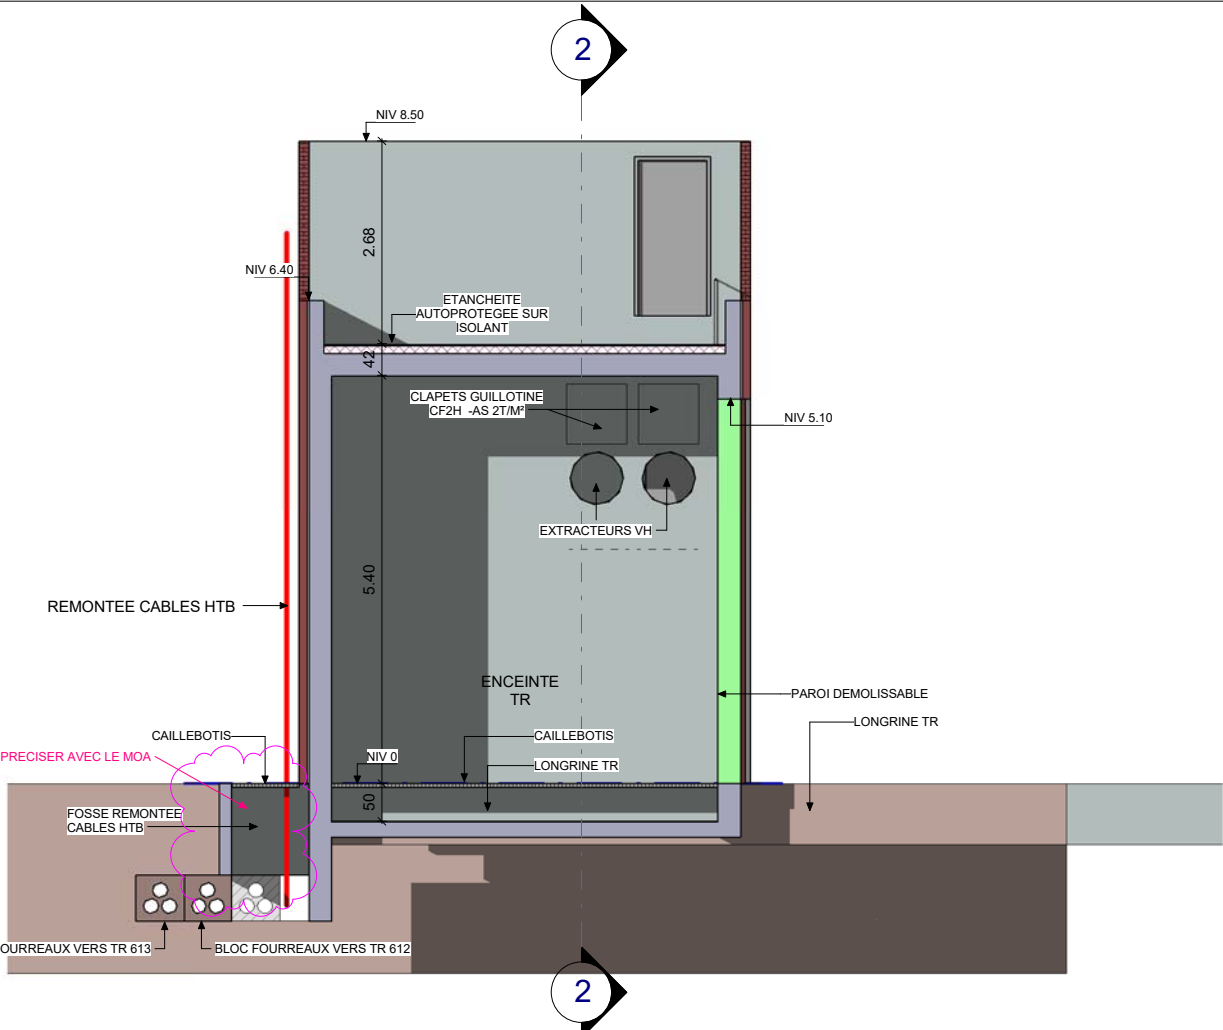 2
NIV 8.50
2.68
NIV 6.40
ETANCHEITE
AUTOPROTEGEE SUR
ISOLANT
42
CLAPETS GUILLOTINE
CF2H -AS 2T/M²
NIV 5.10
EXTRACTEURS VH
5.40
REMONTEE CABLES HTB
ENCEINTE
TR
PAROI DEMOLISSABLE
LONGRINE TR
CAILLEBOTIS
CAILLEBOTIS
PRECISER AVEC LE MOA
NIV 0
LONGRINE TR
50
FOSSE REMONTEE
CABLES HTB
OURREAUX VERS TR 613
BLOC FOURREAUX VERS TR 612
2